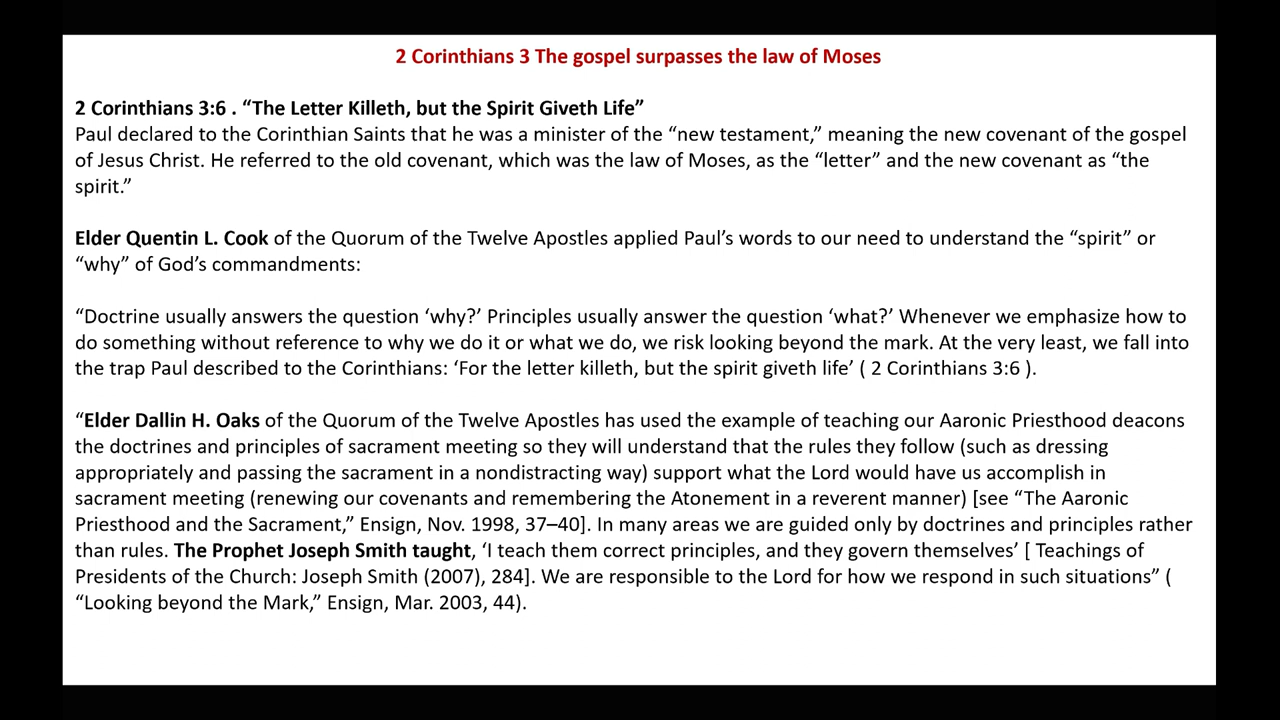 2 Corinthians 3 The gospel surpasses the law of Moses
2 Corinthians 3:6 . “The Letter Killeth, but the Spirit Giveth Life”
Paul declared to the Corinthian Saints that he was a minister of the “new testament,” meaning the new covenant of the gospel
of Jesus Christ. He referred to the old covenant, which was the law of Moses, as the “letter” and the new covenant as “the
spirit.”
Elder Quentin L. Cook of the Quorum of the Twelve Apostles applied Paul’s words to our need to understand the “spirit” or
“why” of God’s commandments:
“Doctrine usually answers the question ‘why?’ Principles usually answer the question ‘what?’ Whenever we emphasize how to
do something without reference to why we do it or what we do, we risk looking beyond the mark. At the very least, we fall into
the trap Paul described to the Corinthians: ‘For the letter killeth, but the spirit giveth life’ ( 2 Corinthians 3:6 ).
“Elder Dallin H. Oaks of the Quorum of the Twelve Apostles has used the example of teaching our Aaronic Priesthood deacons
the doctrines and principles of sacrament meeting so they will understand that the rules they follow (such as dressing
appropriately and passing the sacrament in a nondistracting way) support what the Lord would have us accomplish in
sacrament meeting (renewing our covenants and remembering the Atonement in a reverent manner) [see “The Aaronic
Priesthood and the Sacrament,” Ensign, Nov. 1998, 37–40]. In many areas we are guided only by doctrines and principles rather
than rules. The Prophet Joseph Smith taught, ‘I teach them correct principles, and they govern themselves’ [ Teachings of
Presidents of the Church: Joseph Smith (2007), 284]. We are responsible to the Lord for how we respond in such situations” (
“Looking beyond the Mark,” Ensign, Mar. 2003, 44).